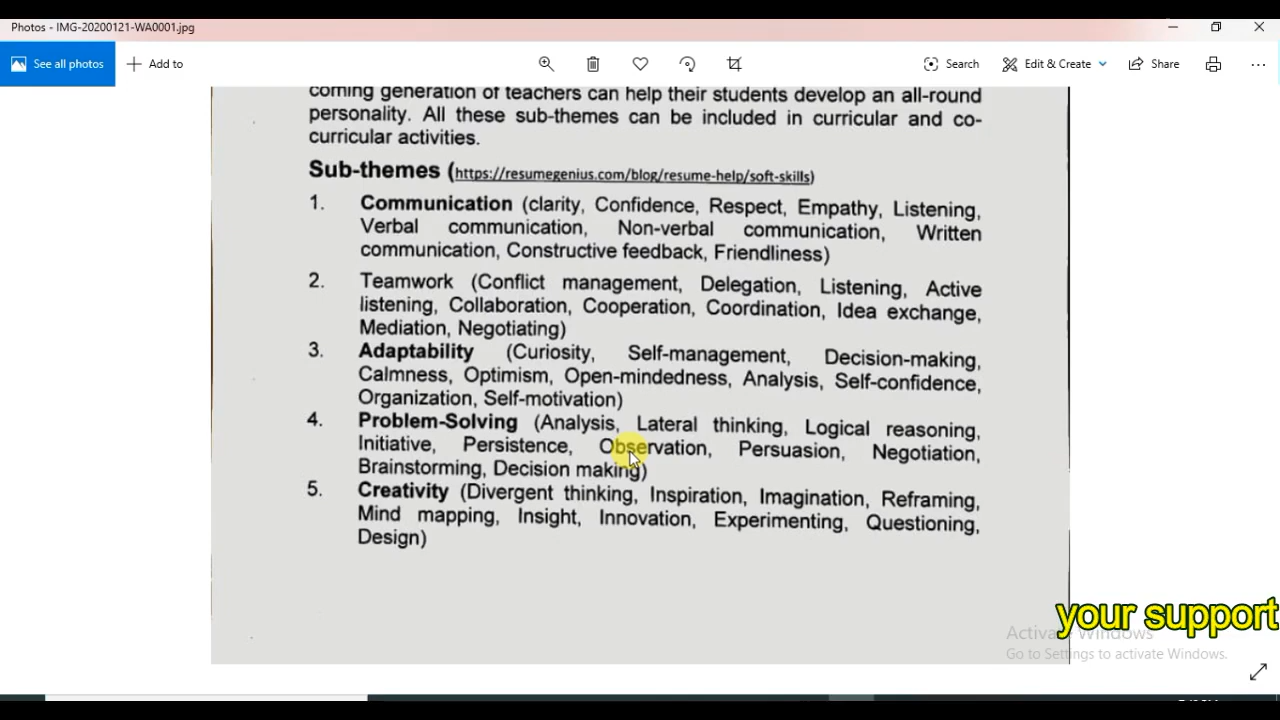 Photos - IMG-20200121-WA0001.jpg
See all photos
Add to
Search
Edit & Create
Share
coming generation of teachers can help their students develop an all-round
personality. All these sub-themes can be included in curricular and co-
curricular activities.
Sub-themes (https://resumegenius.com/blog/resume-help/soft-skills)
1. Communication (clarity, Confidence, Respect, Empathy, Listening,
Verbal communication, Non-verbal communication, Written
communication, Constructive feedback, Friendliness)
2. Teamwork (Conflict management, Delegation, Listening, Active
listening, Collaboration, Cooperation, Coordination, Idea exchange,
Mediation, Negotiating)
3. Adaptability (Curiosity, Self-management, Decision-making,
Calmness, Optimism, Open-mindedness, Analysis, Self-confidence,
Organization, Self-motivation)
4. Problem-Solving (Analysis, Lateral thinking, Logical reasoning,
Initiative, Persistence, Observation, Persuasion, Negotiation,
Brainstorming, Decision making)
5. Creativity (Divergent thinking, Inspiration, Imagination, Reframing,
Mind mapping, Insight, Innovation, Experimenting, Questioning,
Design)
your support
Activate Windows
Go to Settings to activate Windows.